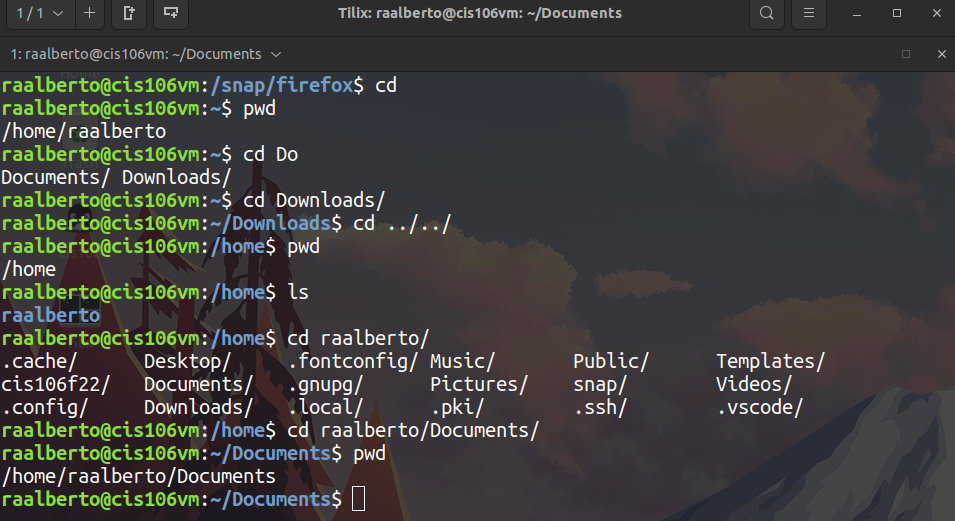 1 / 1
Tilix: raalberto@cis106vm: ~/Documents
1: raalberto@cis106vm: ~/Documents
raalberto@cis106vm:/snap/firefox$ cd
raalberto@cis106vm:~$ pwd
/home/raalberto
raalberto@cis106vm:~$ cd Do
Documents/ Downloads/
raalberto@cis106vm:~$ cd Downloads/
raalberto@cis106vm:~/Downloads$ cd ../../
raalberto@cis106vm:/home$ pwd
/home
raalberto@cis106vm:/home$ ls
raalberto
raalberto@cis106vm:/home$ cd raalberto/
.cache/ Desktop/ .fontconfig/ Music/ Public/ Templates/
cis106f22/ Documents/ .gnupg/ Pictures/ snap/ Videos/
.config/ Downloads/ .local/ .pki/ .ssh/ .vscode/
raalberto@cis106vm:/home$ cd raalberto/Documents/
raalberto@cis106vm:~/Documents$ pwd
/home/raalberto/Documents
raalberto@cis106vm:~/Documents$